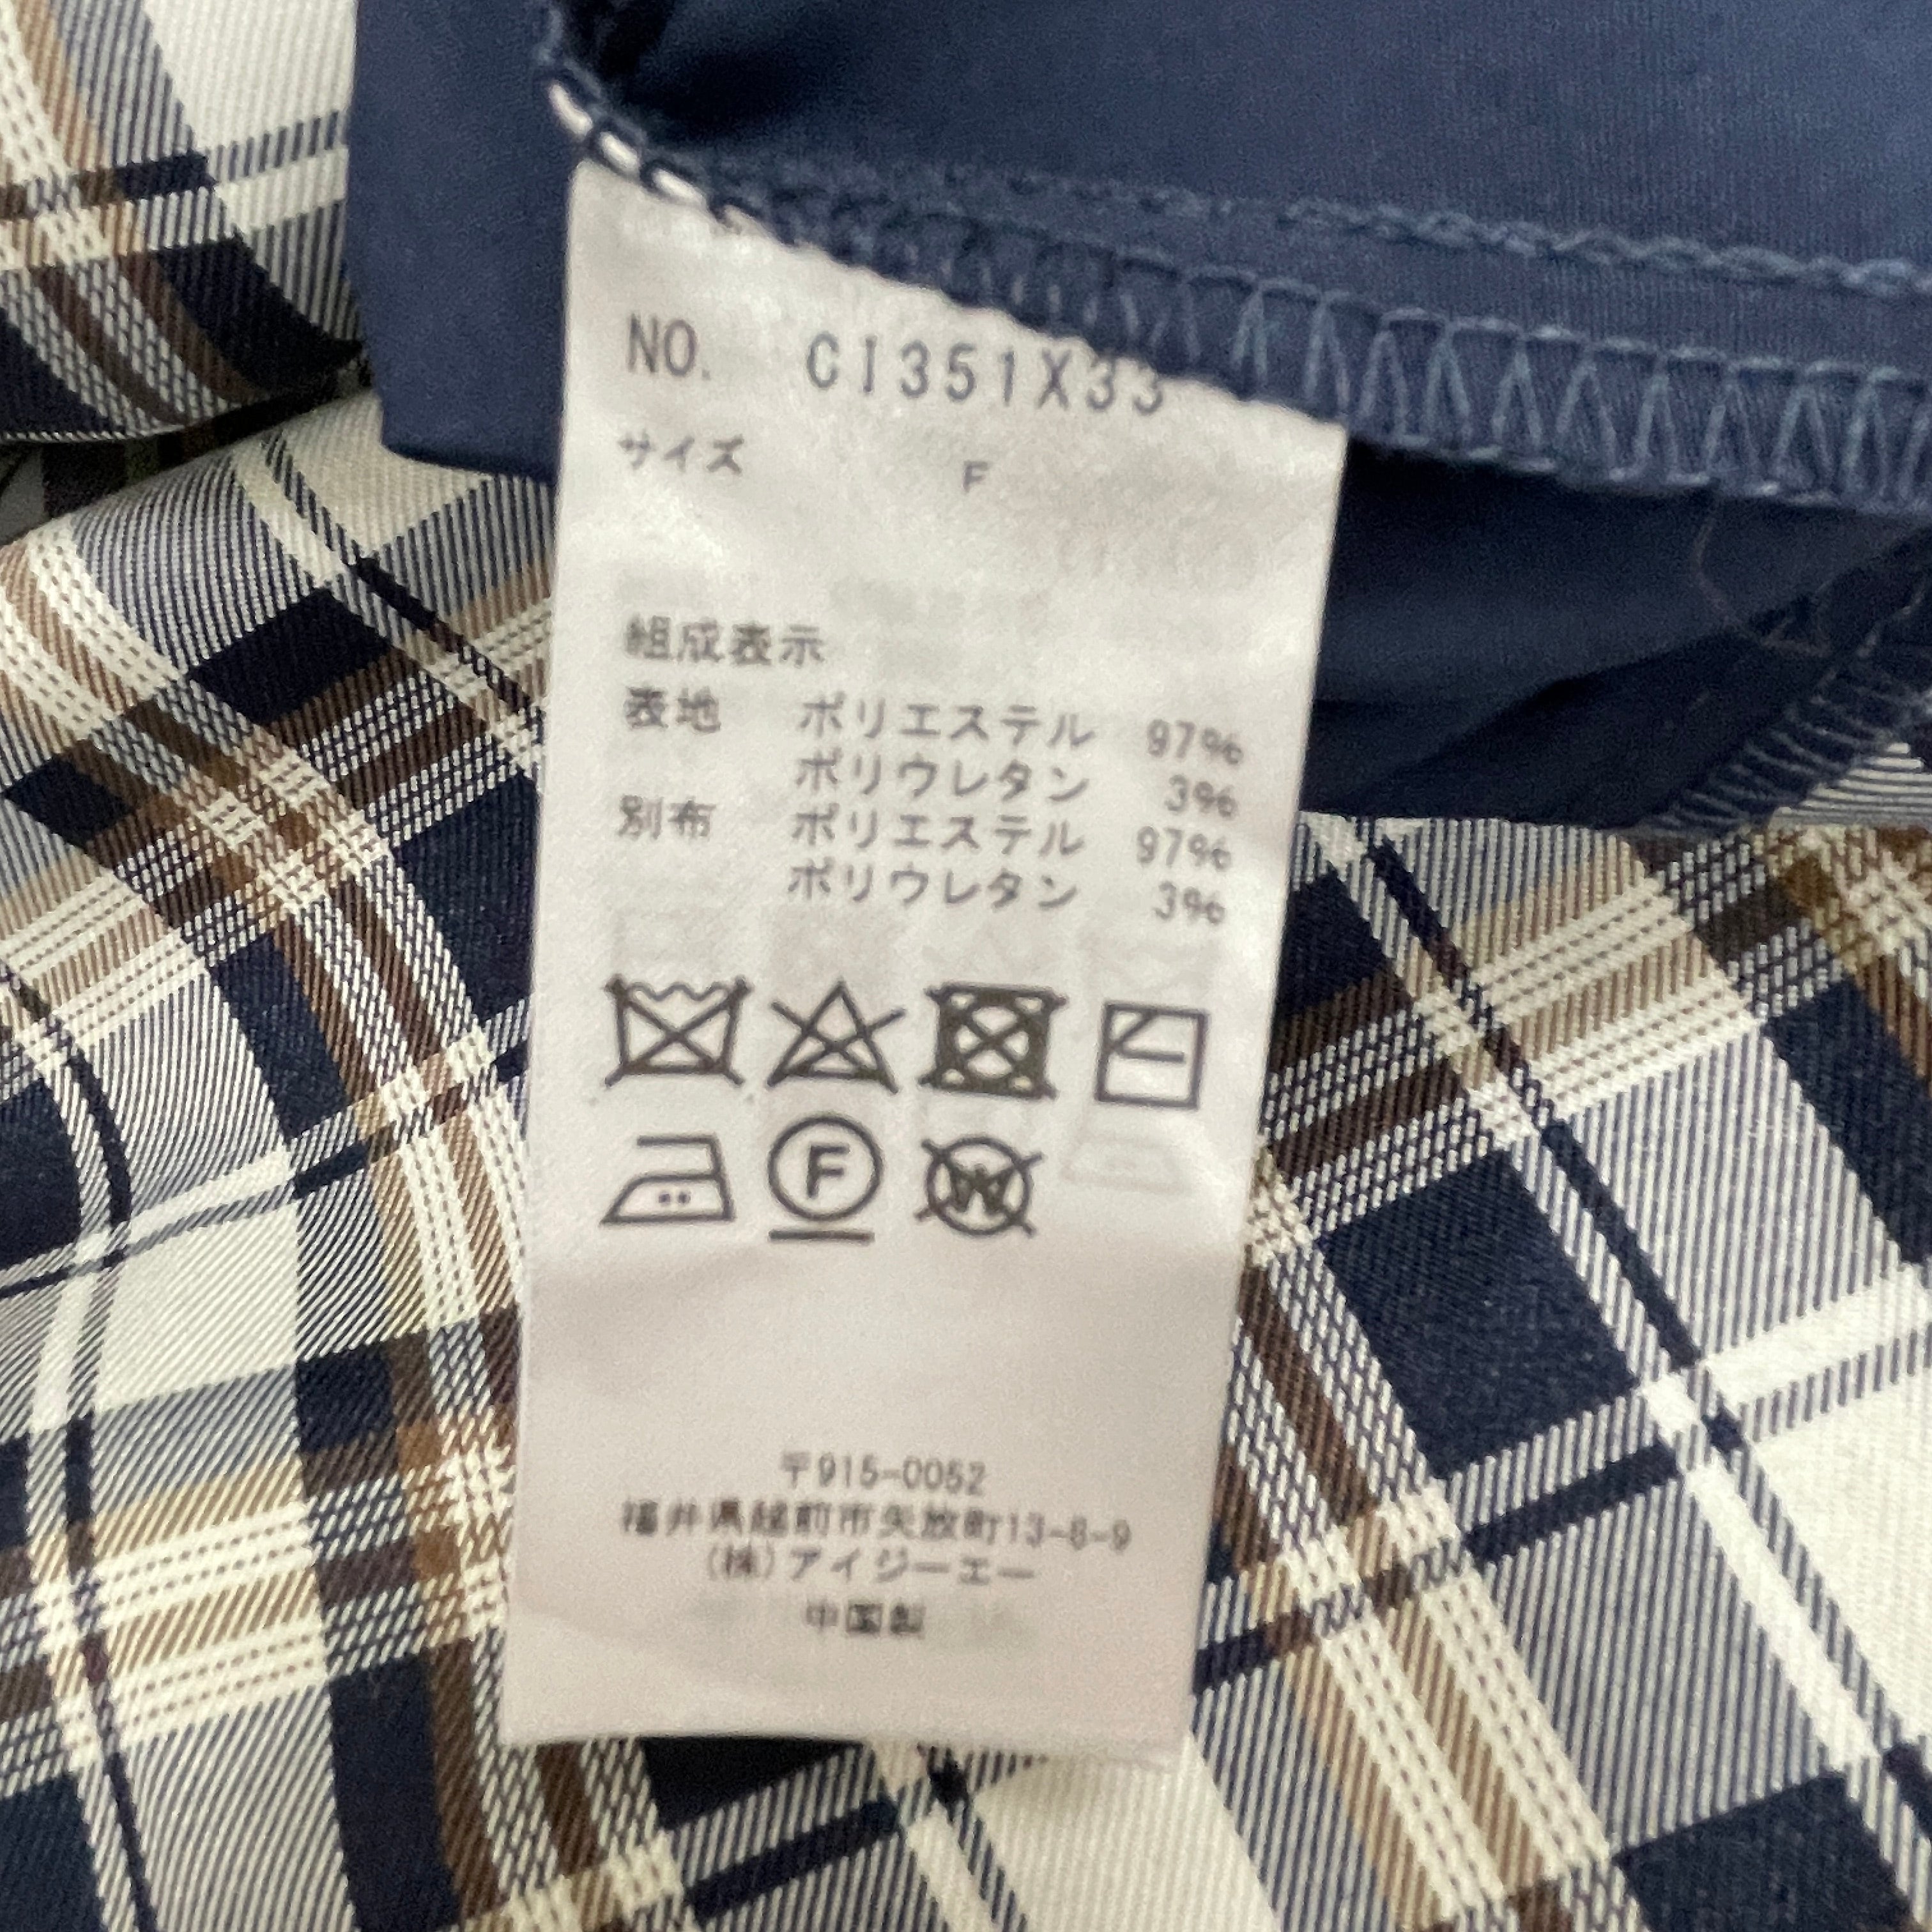 NO. CI351X33
サイズ F
組成表示
表地 ポリエステル 97%
ポリウレタン 3%
別布 ポリエステル 97%
ポリウレタン 3%
F
W
〒915-0052
福井県越前市矢放町13-8-9
(株)アイジーエー
中国製